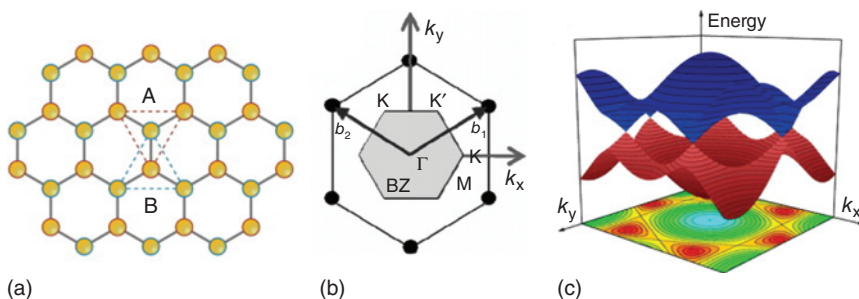 A
B
(a)
k_y
K K′
b_2 b_1
Γ
K
k_x
BZ M
(b)
Energy
k_y
k_x
(c)